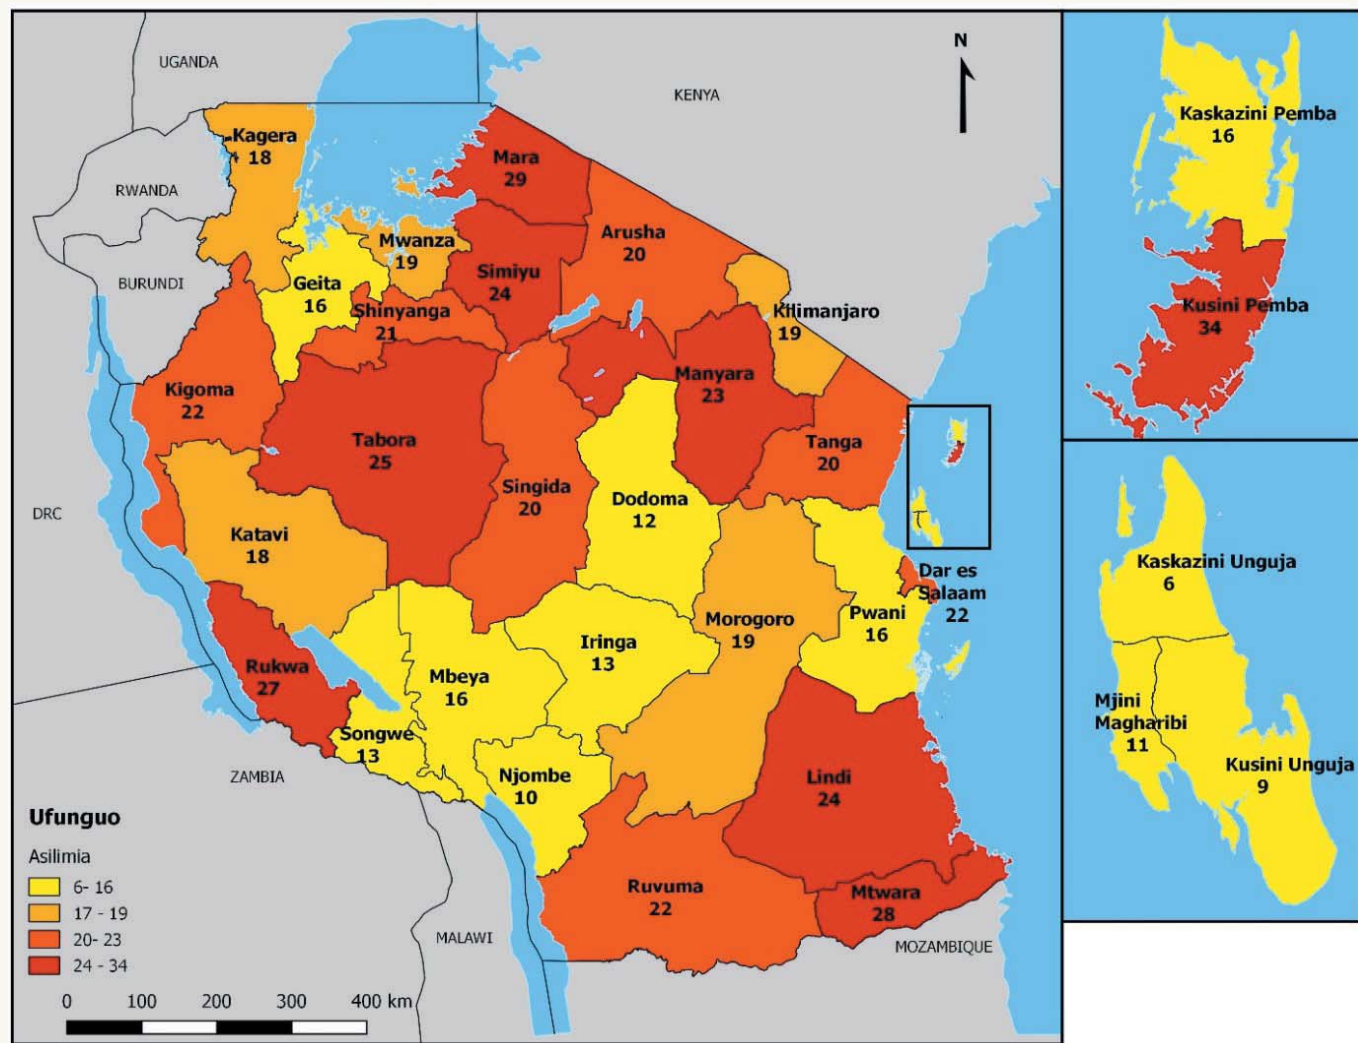 UGANDA
KENYA
N
Kagera
18
Mara
29
RWANDA
Arusha
20
Mwanza
19
BURUNDI
Geita
16
Simiyu
24
Shinyanga
21
Kilimanjaro
19
Kigoma
22
Manyara
23
Tabora
25
Tanga
20
Singida
20
Dodoma
12
DRC
Katavi
18
Dar es
Salaam
22
Morogoro
19
Pwani
16
Iringa
13
Rukwa
27
Mbeya
16
Songwe
13
ZAMBIA
Njombe
10
Lindi
24
Ruvuma
22
Mtwara
28
MALAWI
MOZAMBIQUE
Ufunguo
Asilimia
6- 16
17 - 19
20- 23
24 - 34
0 100 200 300 400 km
Kaskazini Pemba
16
Kusini Pemba
34
Kaskazini Unguja
6
Mjini
Magharibi
11
Kusini Unguja
9